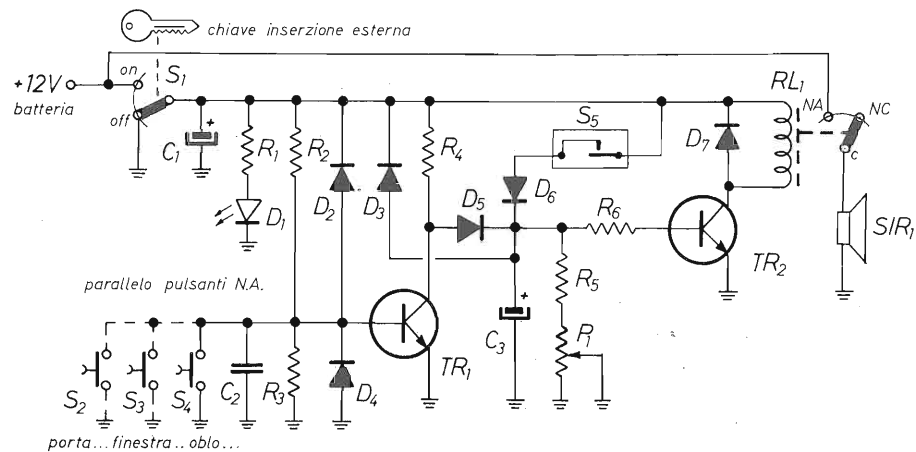 chiave inserzione esterna
+12V
batteria
on
off
S1
C1
+
R1
D1
R2
D2
D3
R4
S5
D5
D6
R6
D7
RL1
NA
NC
c
SIR1
TR2
R5
P1
C3
+
TR1
parallelo pulsanti N.A.
S2
S3
S4
C2
R3
D4
porta...finestra..oblo...